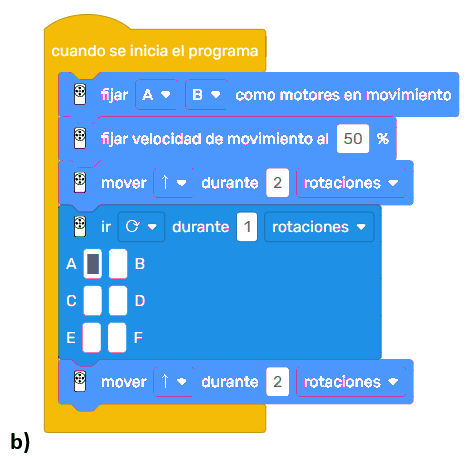 cuando se inicia el programa
fijar A B como motores en movimiento
fijar velocidad de movimiento al 50 %
mover ↑ durante 2 rotaciones
ir ⟳ durante 1 rotaciones
A B
C D
E F
mover ↑ durante 2 rotaciones
b)